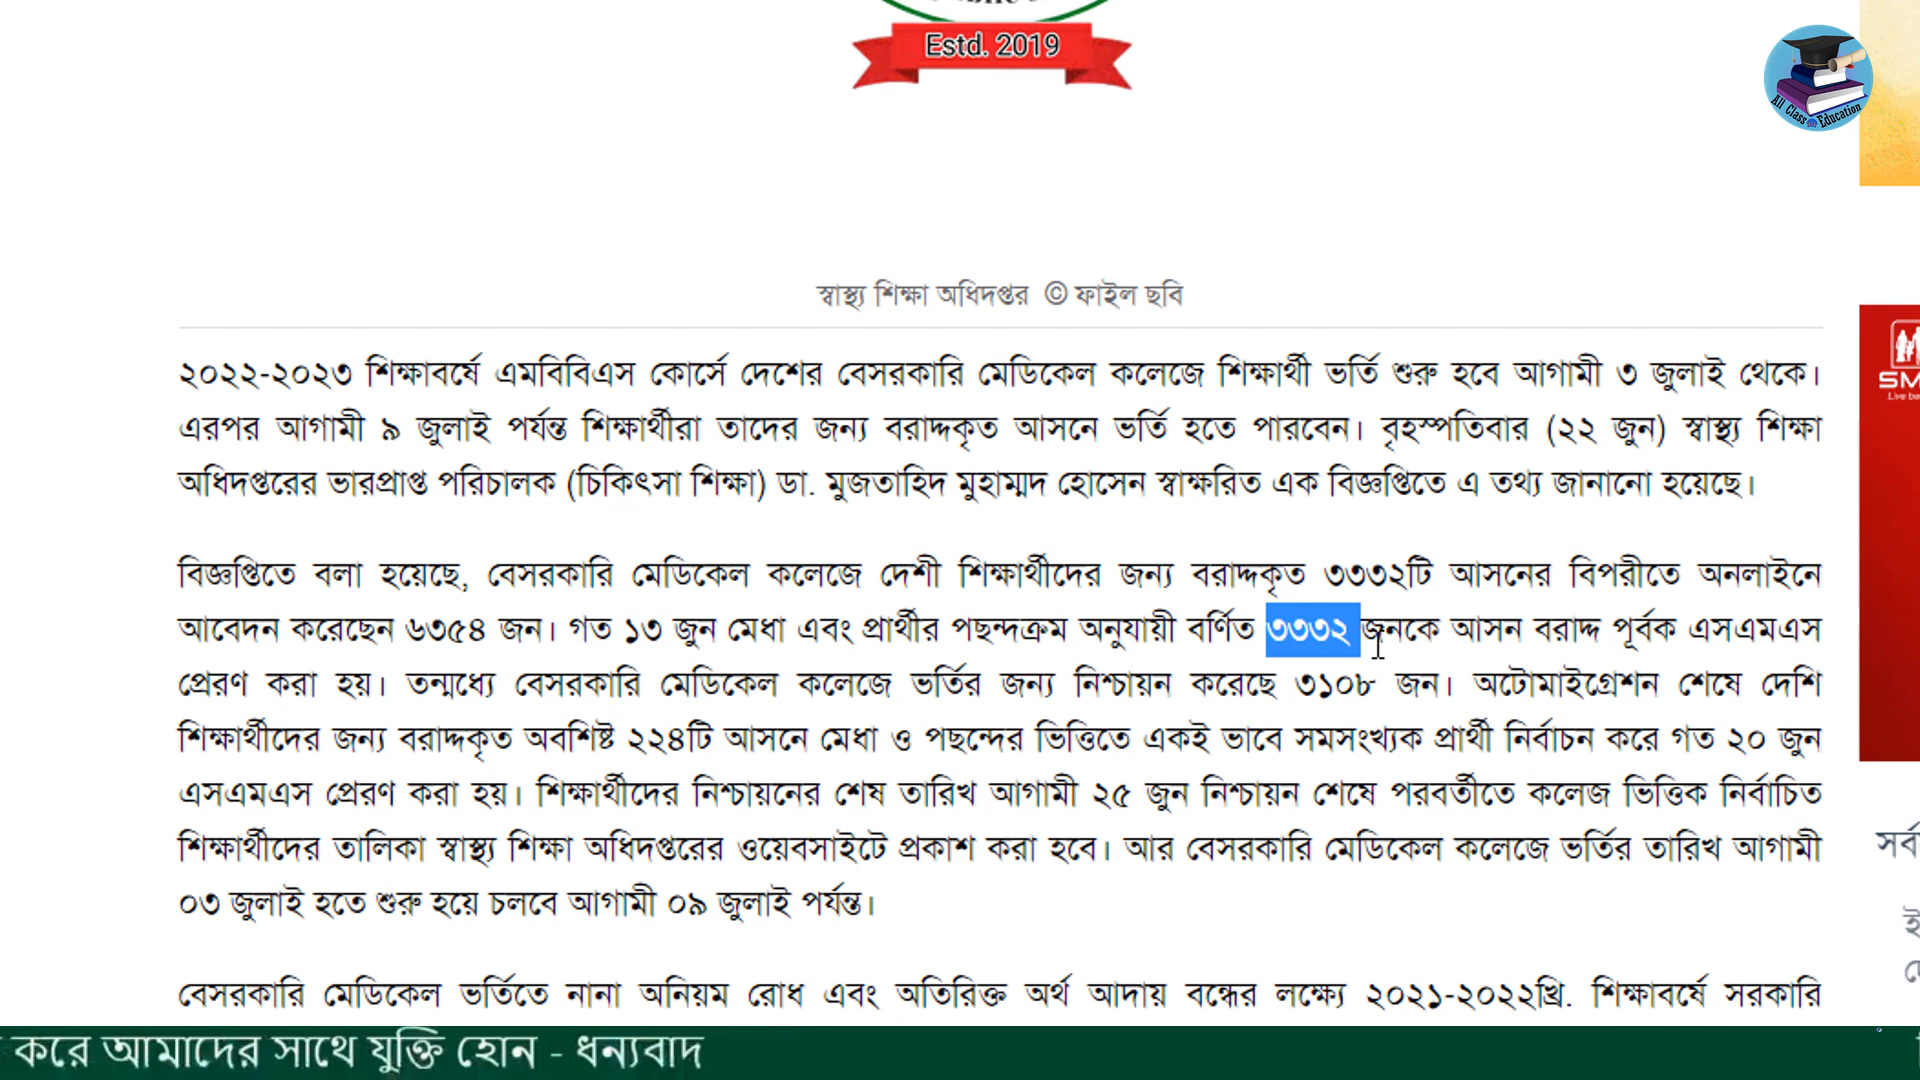 Estd. 2019
All Class Education
স্বাস্থ্য শিক্ষা অধিদপ্তর © ফাইল ছবি
২০২২-২০২৩ শিক্ষাবর্ষে এমবিবিএস কোর্সে দেশের বেসরকারি মেডিকেল কলেজে শিক্ষার্থী ভর্তি শুরু হবে আগামী ৩ জুলাই থেকে।
এরপর আগামী ৯ জুলাই পর্যন্ত শিক্ষার্থীরা তাদের জন্য বরাদ্দকৃত আসনে ভর্তি হতে পারবেন। বৃহস্পতিবার (২২ জুন) স্বাস্থ্য শিক্ষা
অধিদপ্তরের ভারপ্রাপ্ত পরিচালক (চিকিৎসা শিক্ষা) ডা. মুজতাহিদ মুহাম্মদ হোসেন স্বাক্ষরিত এক বিজ্ঞপ্তিতে এ তথ্য জানানো হয়েছে।
বিজ্ঞপ্তিতে বলা হয়েছে, বেসরকারি মেডিকেল কলেজে দেশী শিক্ষার্থীদের জন্য বরাদ্দকৃত ৩৩৩২টি আসনের বিপরীতে অনলাইনে
আবেদন করেছেন ৬৩৫৪ জন। গত ১৩ জুন মেধা এবং প্রার্থীর পছন্দক্রম অনুযায়ী বর্ণিত ৩৩৩২ জনকে আসন বরাদ্দ পূর্বক এসএমএস
প্রেরণ করা হয়। তন্মধ্যে বেসরকারি মেডিকেল কলেজে ভর্তির জন্য নিশ্চায়ন করেছে ৩১০৮ জন। অটোমাইগ্রেশন শেষে দেশি
শিক্ষার্থীদের জন্য বরাদ্দকৃত অবশিষ্ট ২২৪টি আসনে মেধা ও পছন্দের ভিত্তিতে একই ভাবে সমসংখ্যক প্রার্থী নির্বাচন করে গত ২০ জুন
এসএমএস প্রেরণ করা হয়। শিক্ষার্থীদের নিশ্চায়নের শেষ তারিখ আগামী ২৫ জুন নিশ্চায়ন শেষে পরবর্তীতে কলেজ ভিত্তিক নির্বাচিত
শিক্ষার্থীদের তালিকা স্বাস্থ্য শিক্ষা অধিদপ্তরের ওয়েবসাইটে প্রকাশ করা হবে। আর বেসরকারি মেডিকেল কলেজে ভর্তির তারিখ আগামী
০৩ জুলাই হতে শুরু হয়ে চলবে আগামী ০৯ জুলাই পর্যন্ত।
বেসরকারি মেডিকেল ভর্তিতে নানা অনিয়ম রোধ এবং অতিরিক্ত অর্থ আদায় বন্ধের লক্ষ্যে ২০২১-২০২২খ্রি. শিক্ষাবর্ষে সরকারি
করে আমাদের সাথে যুক্তি হোন - ধন্যবাদ